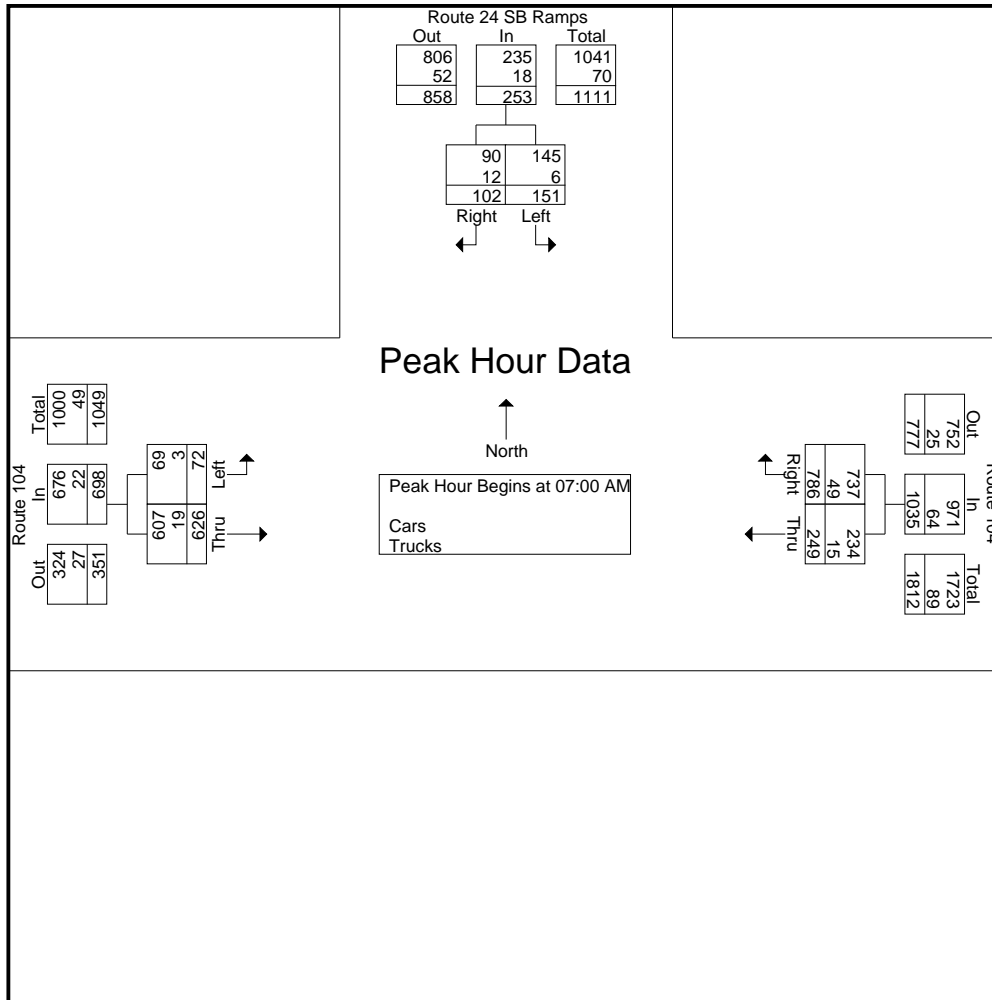 Route 24 SB Ramps
Out In Total
806 235 1041
52 18 70
858 253 1111
90 145
12 6
102 151
Right Left
Peak Hour Data
North
Peak Hour Begins at 07:00 AM
Cars
Trucks
Route 104
Total In Out
1000 676 324
49 22 27
1049 698 351
69 607
3 19
72 626
Left Thru
Route 104
Out In Total
752 971 1723
25 64 89
777 1035 1812
737 234
49 15
786 249
Right Thru